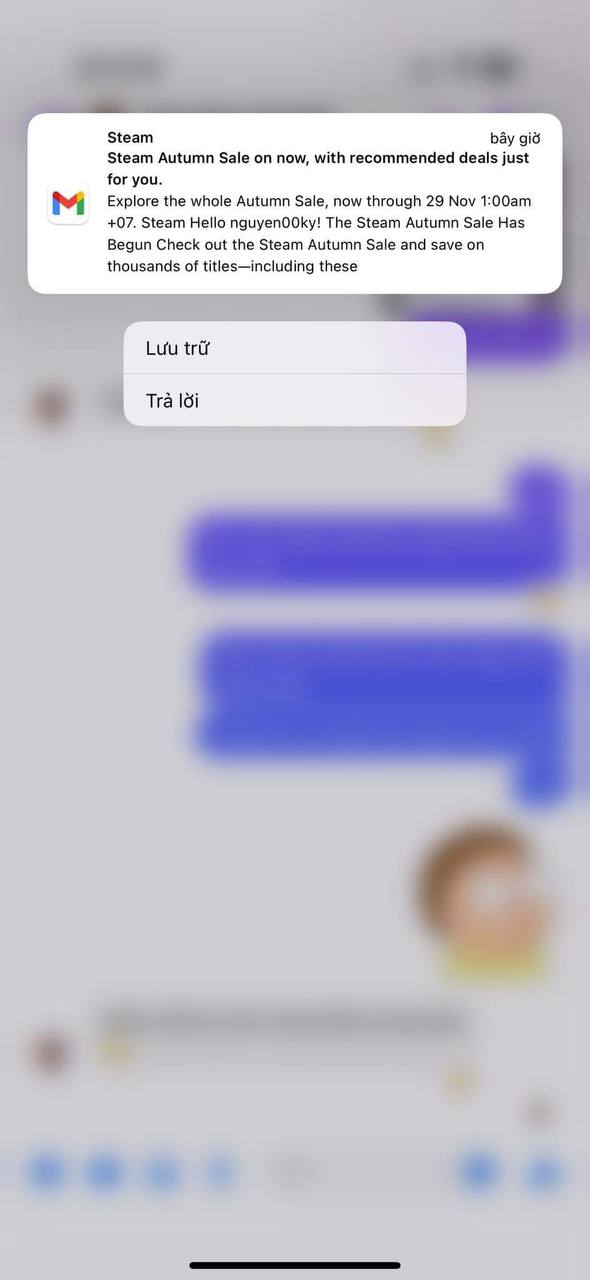 Steam
bây giờ
Steam Autumn Sale on now, with recommended deals just
for you.
Explore the whole Autumn Sale, now through 29 Nov 1:00am
+07. Steam Hello nguyen00ky! The Steam Autumn Sale Has
Begun Check out the Steam Autumn Sale and save on
thousands of titles—including these
Lưu trữ
Trả lời